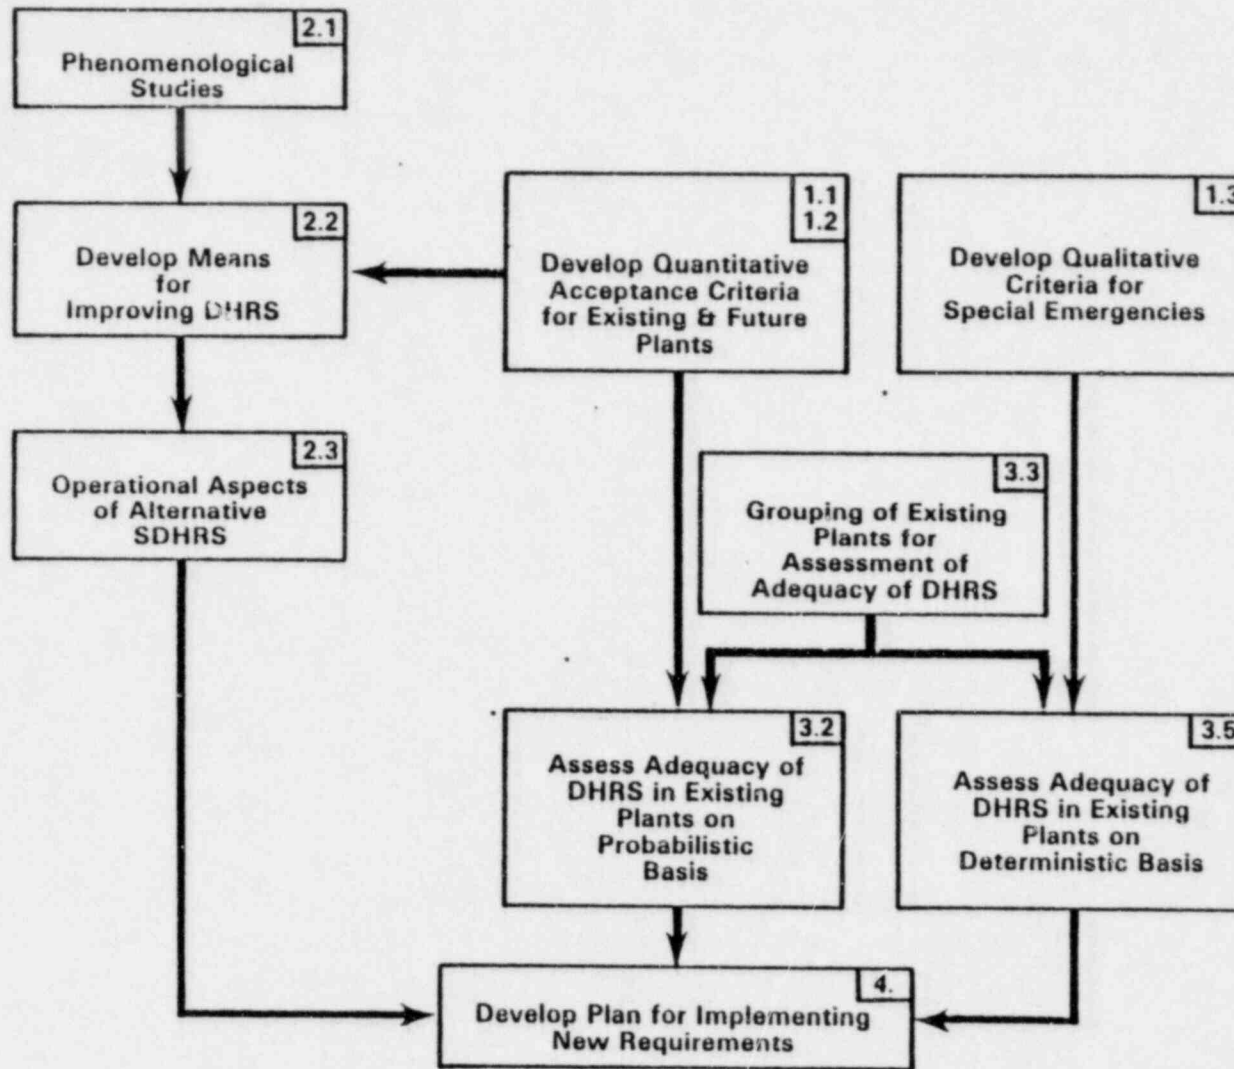 2.1
Phenomenological
Studies
2.2
Develop Means
for
Improving DHRS
2.3
Operational Aspects
of Alternative
SDHRS
1.1
1.2
Develop Quantitative
Acceptance Criteria
for Existing & Future
Plants
1.3
Develop Qualitative
Criteria for
Special Emergencies
3.3
Grouping of Existing
Plants for
Assessment of
Adequacy of DHRS
3.2
Assess Adequacy of
DHRS in Existing
Plants on
Probabilistic
Basis
3.5
Assess Adequacy of
DHRS in Existing
Plants on
Deterministic Basis
4.
Develop Plan for Implementing
New Requirements